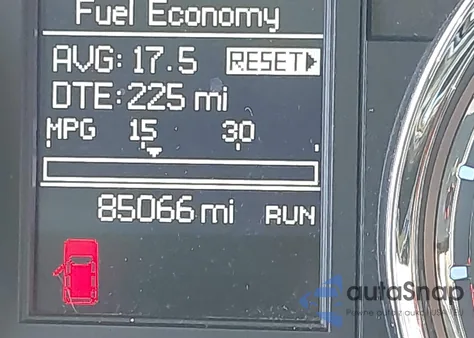 Fuel Economy
AVG: 17.5 RESET
DTE: 225 mi
MPG 15 30
85066 mi RUN
autoSnap